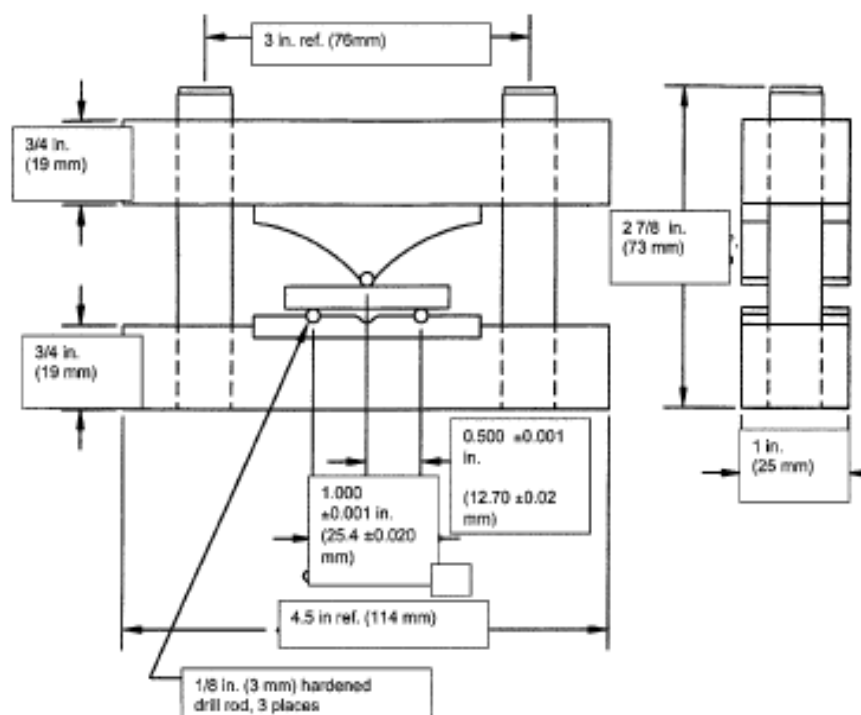 3 in. ref. (76mm)
3/4 in.
(19 mm)
2 7/8 in.
(73 mm)
3/4 in.
(19 mm)
0.500 ±0.001
in.
(12.70 ±0.02
mm)
1 in.
(25 mm)
1.000
±0.001 in.
(25.4 ±0.020
mm)
4.5 in ref. (114 mm)
1/8 in. (3 mm) hardened
drill rod, 3 places